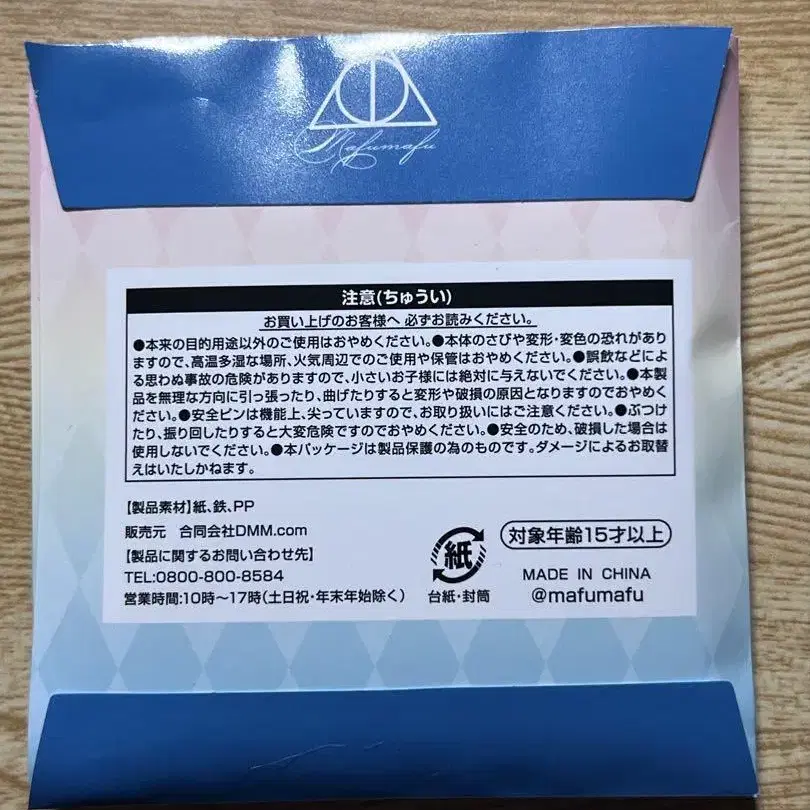 Mafumafu
注意(ちゅうい)
お買い上げのお客様へ 必ずお読みください。
●本来の目的用途以外のご使用はおやめください。●本体のさびや変形・変色の恐れがあり
ますので、高温多湿な場所、火気周辺でのご使用や保管はおやめください。●誤飲などによ
る思わぬ事故の危険がありますので、小さいお子様には絶対に与えないでください。●本製
品を無理な方向に引っ張ったり、曲げたりすると変形や破損の原因となりますのでおやめく
ださい。●安全ピンは機能上、尖っていますので、お取り扱いにはご注意ください。●ぶつけ
たり、振り回したりすると大変危険ですのでおやめください。●安全のため、破損した場合は
使用しないでください。●本パッケージは製品保護の為のものです。ダメージによるお取替
えはいたしかねます。
【製品素材】紙、鉄、PP
販売元 合同会社DMM.com
【製品に関するお問い合わせ先】
TEL:0800-800-8584
営業時間:10時〜17時(土日祝・年末年始除く)
紙
台紙・封筒
対象年齢15才以上
MADE IN CHINA
@mafumafu